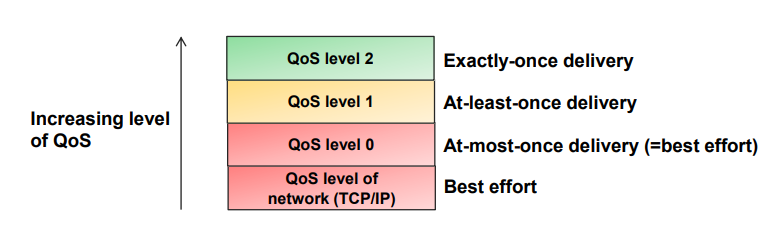 QoS level 2
Exactly-once delivery
QoS level 1
At-least-once delivery
Increasing level
of QoS
QoS level 0
At-most-once delivery (=best effort)
QoS level of
network (TCP/IP)
Best effort